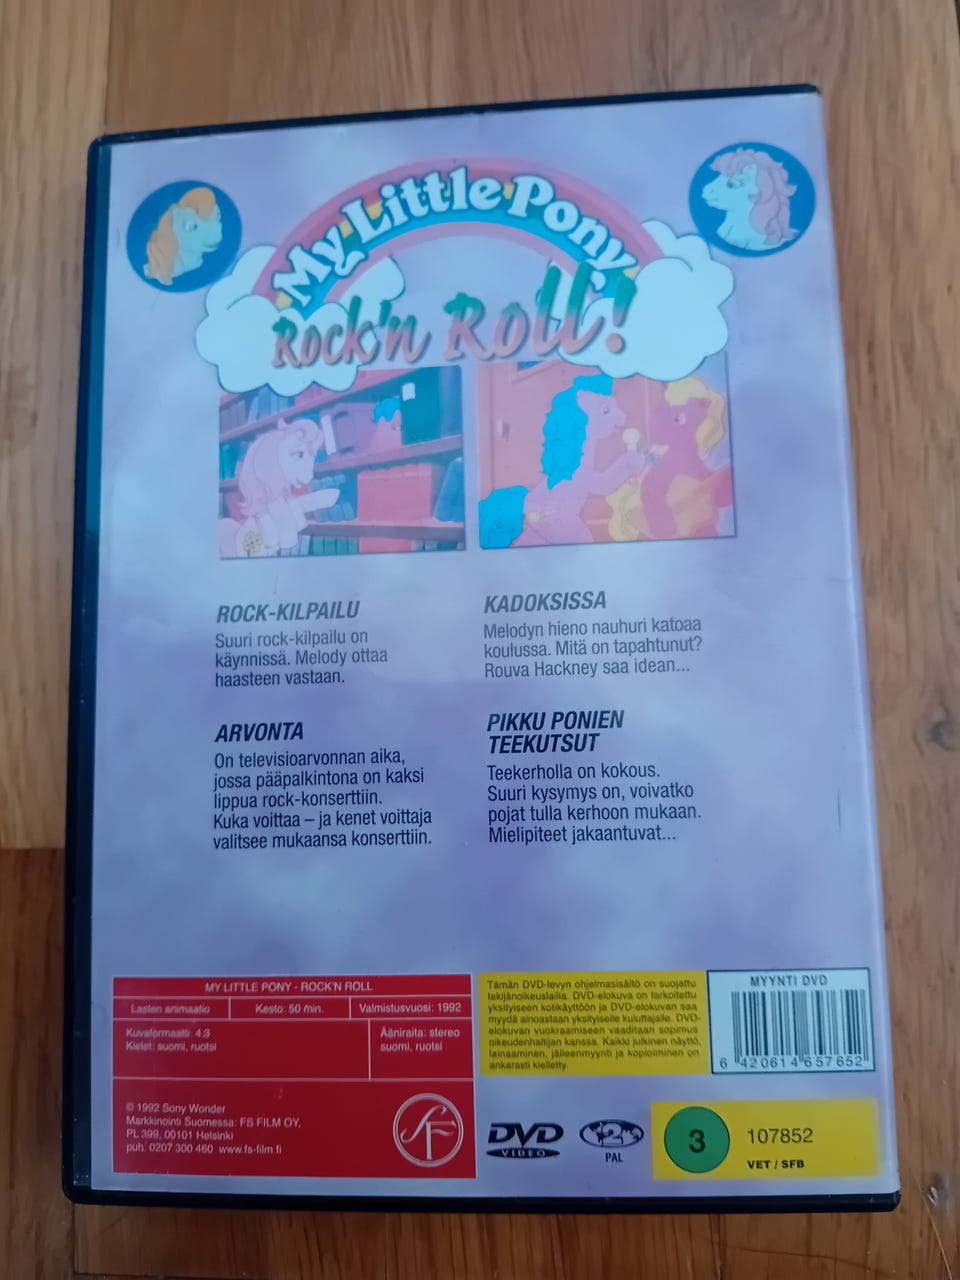 My Little Pony
Rock'n Roll!
ROCK-KILPAILU
Suuri rock-kilpailu on
käynnissä. Melody ottaa
haasteen vastaan.
KADOKSISSA
Melodyn hieno nauhuri katoaa
koulussa. Mitä on tapahtunut?
Rouva Hackney saa idean...
ARVONTA
On televisioarvonnan aika,
jossa pääpalkintona on kaksi
lippua rock-konserttiin.
Kuka voittaa – ja kenet voittaja
valitsee mukaansa konserttiin.
PIKKU PONIEN
TEEKUTSUT
Teekerholla on kokous.
Suuri kysymys on, voivatko
pojat tulla kerhoon mukaan.
Mielipiteet jakaantuvat...
MY LITTLE PONY - ROCK'N ROLL
Lasten animaatio
Kesto: 50 min.
Valmistusvuosi: 1992
Kuvaformaatti: 4:3
Kielet: suomi, ruotsi
Ääniraita: stereo
suomi, ruotsi
© 1992 Sony Wonder
Markkinointi Suomessa: FS FILM OY,
PL 399, 00101 Helsinki
puh. 0207 300 460 www.fs-film.fi
SF
Tämän DVD-levyn ohjelmasisältö on suojattu
tekijänoikeuslailla. DVD-elokuva on tarkoitettu
yksityiseen kotikäyttöön ja DVD-elokuvan saa
myydä ainoastaan yksityiselle kuluttajalle. DVD-
elokuvan vuokraamiseen vaaditaan sopimus
oikeudenhaltijan kanssa. Kaikki julkinen näyttö,
lainaaminen, jälleenmyynti ja kopioiminen on
ankarasti kielletty.
MYYNTI DVD
6 420614 657652
DVD
VIDEO
2
PAL
3
107852
VET / SFB